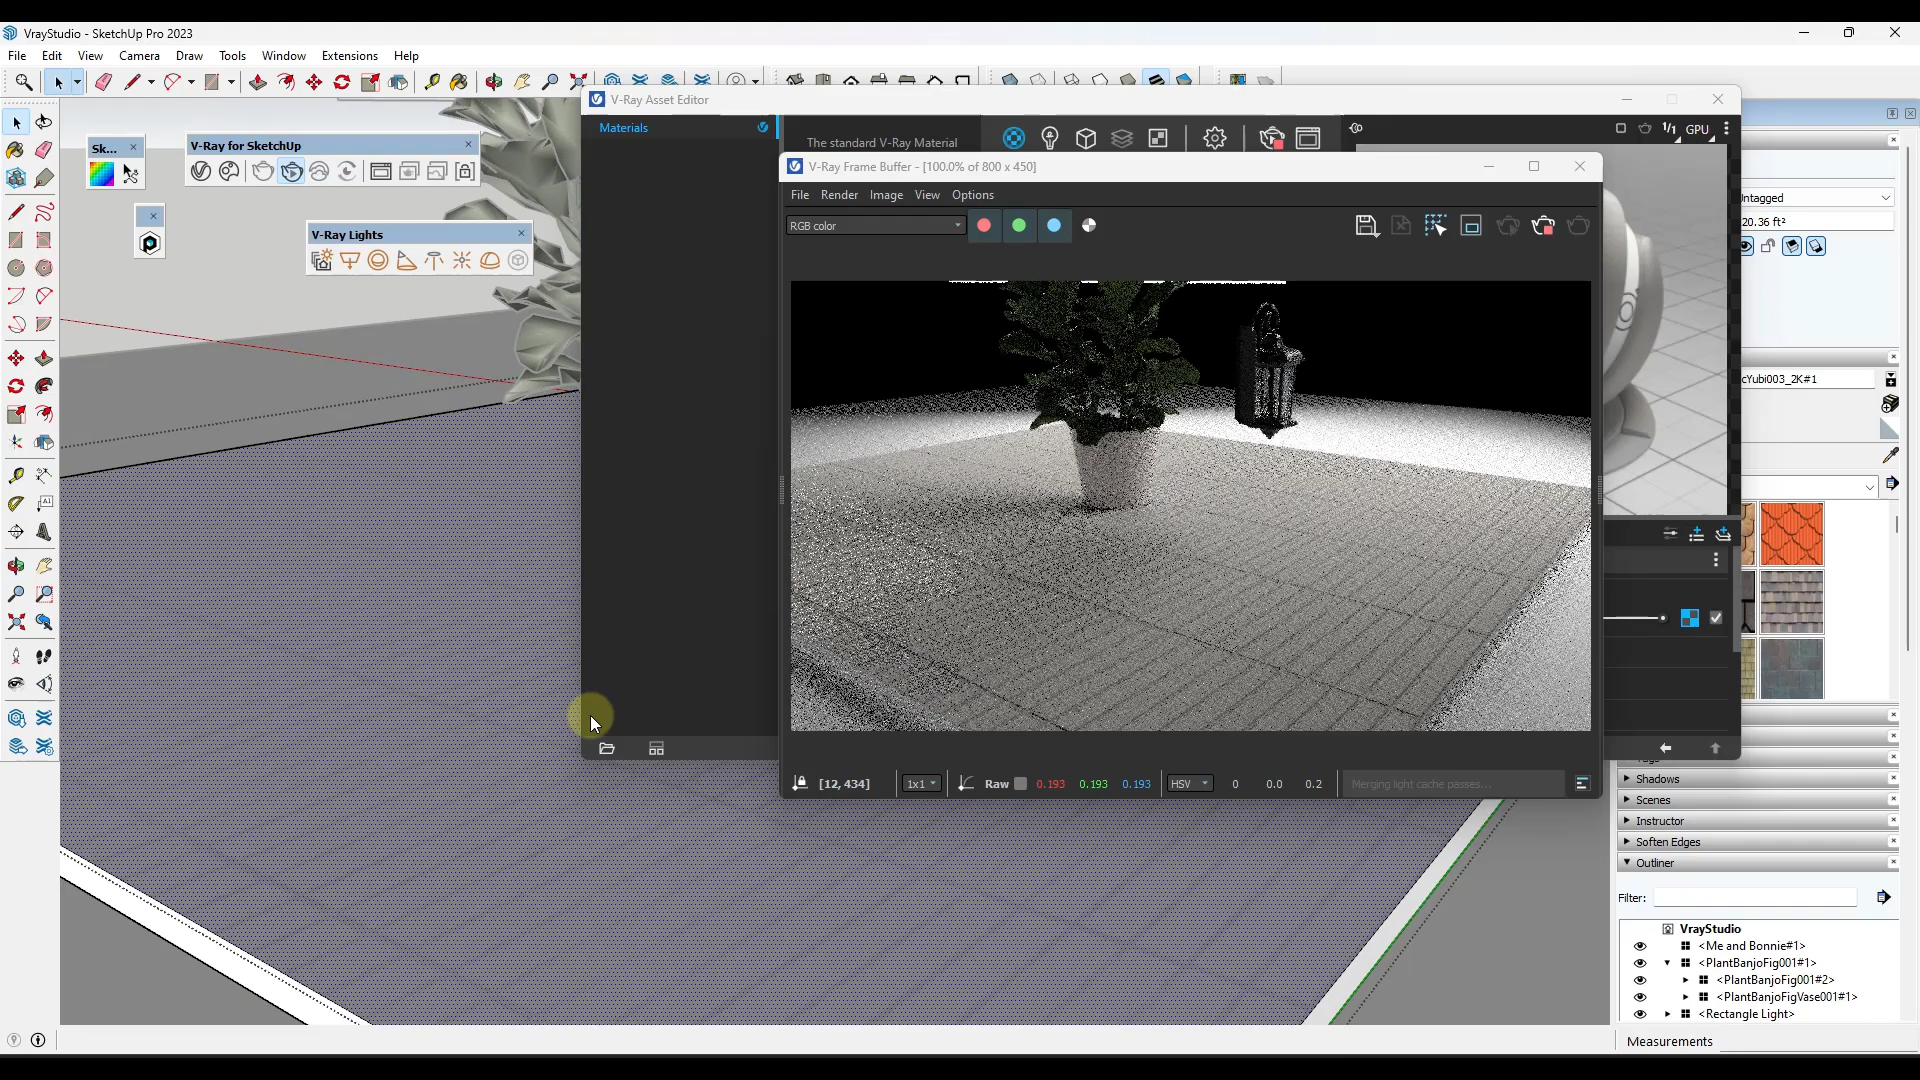 VrayStudio - SketchUp Pro 2023
File Edit View Camera Draw Tools Window Extensions Help
V-Ray Asset Editor
Materials
The standard V-Ray Material
1/1 GPU
Sk...
V-Ray for SketchUp
V-Ray Lights
V-Ray Frame Buffer - [100.0% of 800 x 450]
File Render Image View Options
RGB color
Untagged
20.36 ft²
cYubi003_2K#1
[12, 434] 1x1 Raw 0.193 0.193 0.193 HSV 0 0.0 0.2 Merging light cache passes...
Shadows
Scenes
Instructor
Soften Edges
Outliner
Filter:
VrayStudio
<Me and Bonnie#1>
<PlantBanjoFig001#1>
<PlantBanjoFig001#2>
<PlantBanjoFigVase001#1>
<Rectangle Light>
Measurements